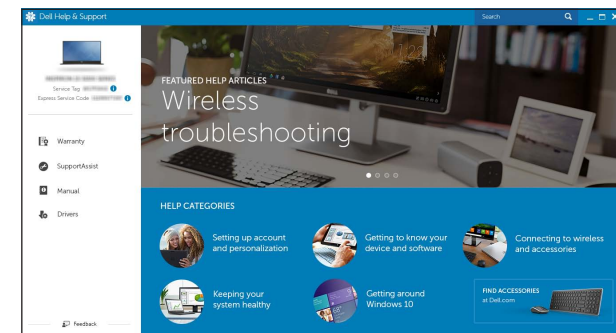 Dell Help & Support
Search
Service Tag
Express Service Code
Warranty
SupportAssist
Manual
Drivers
Feedback
FEATURED HELP ARTICLES
Wireless
troubleshooting
HELP CATEGORIES
Setting up account
and personalization
Getting to know your
device and software
Connecting to wireless
and accessories
Keeping your
system healthy
Getting around
Windows 10
FIND ACCESSORIES
at Dell.com